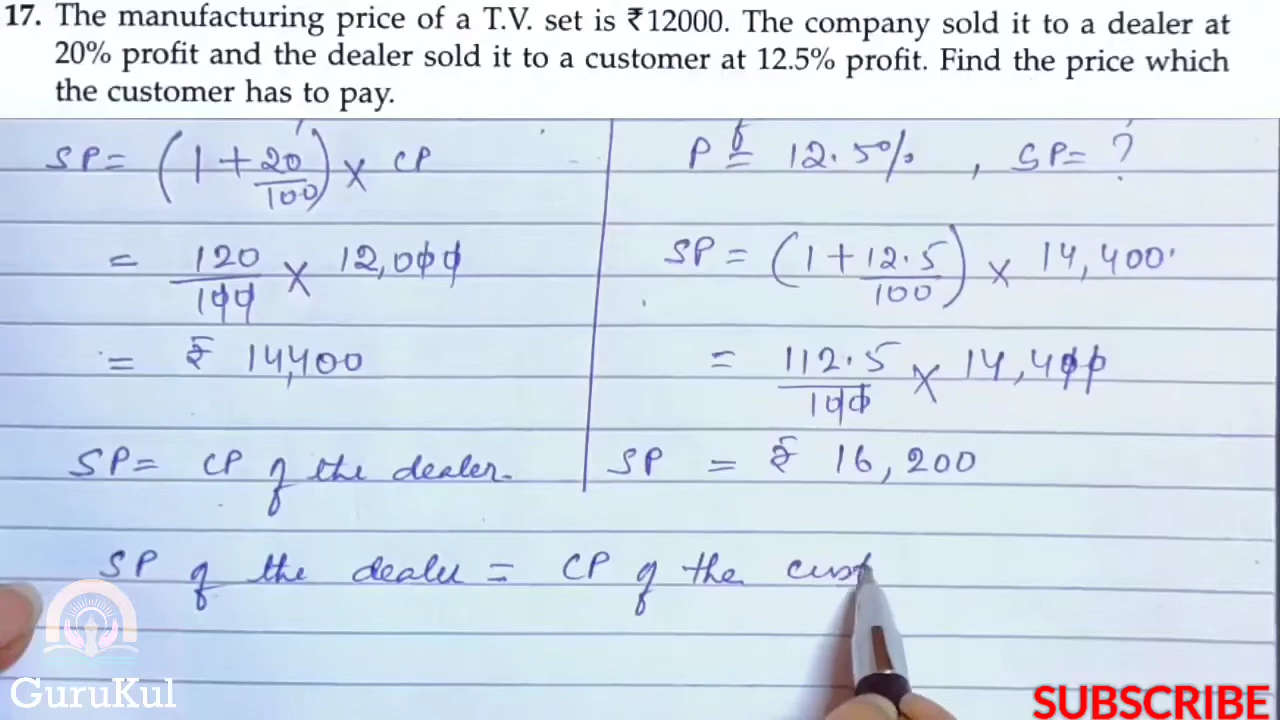 17. The manufacturing price of a T.V. set is ₹12000. The company sold it to a dealer at
20% profit and the dealer sold it to a customer at 12.5% profit. Find the price which
the customer has to pay.
SP = (1 + 20/100) × CP
= 120/100 × 12,000
= ₹ 14,400
SP = CP of the dealer.
P% = 12.5%, SP = ?
SP = (1 + 12.5/100) × 14,400
= 112.5/100 × 14,400
SP = ₹ 16,200
SP of the dealer = CP of the cust
GuruKul
SUBSCRIBE